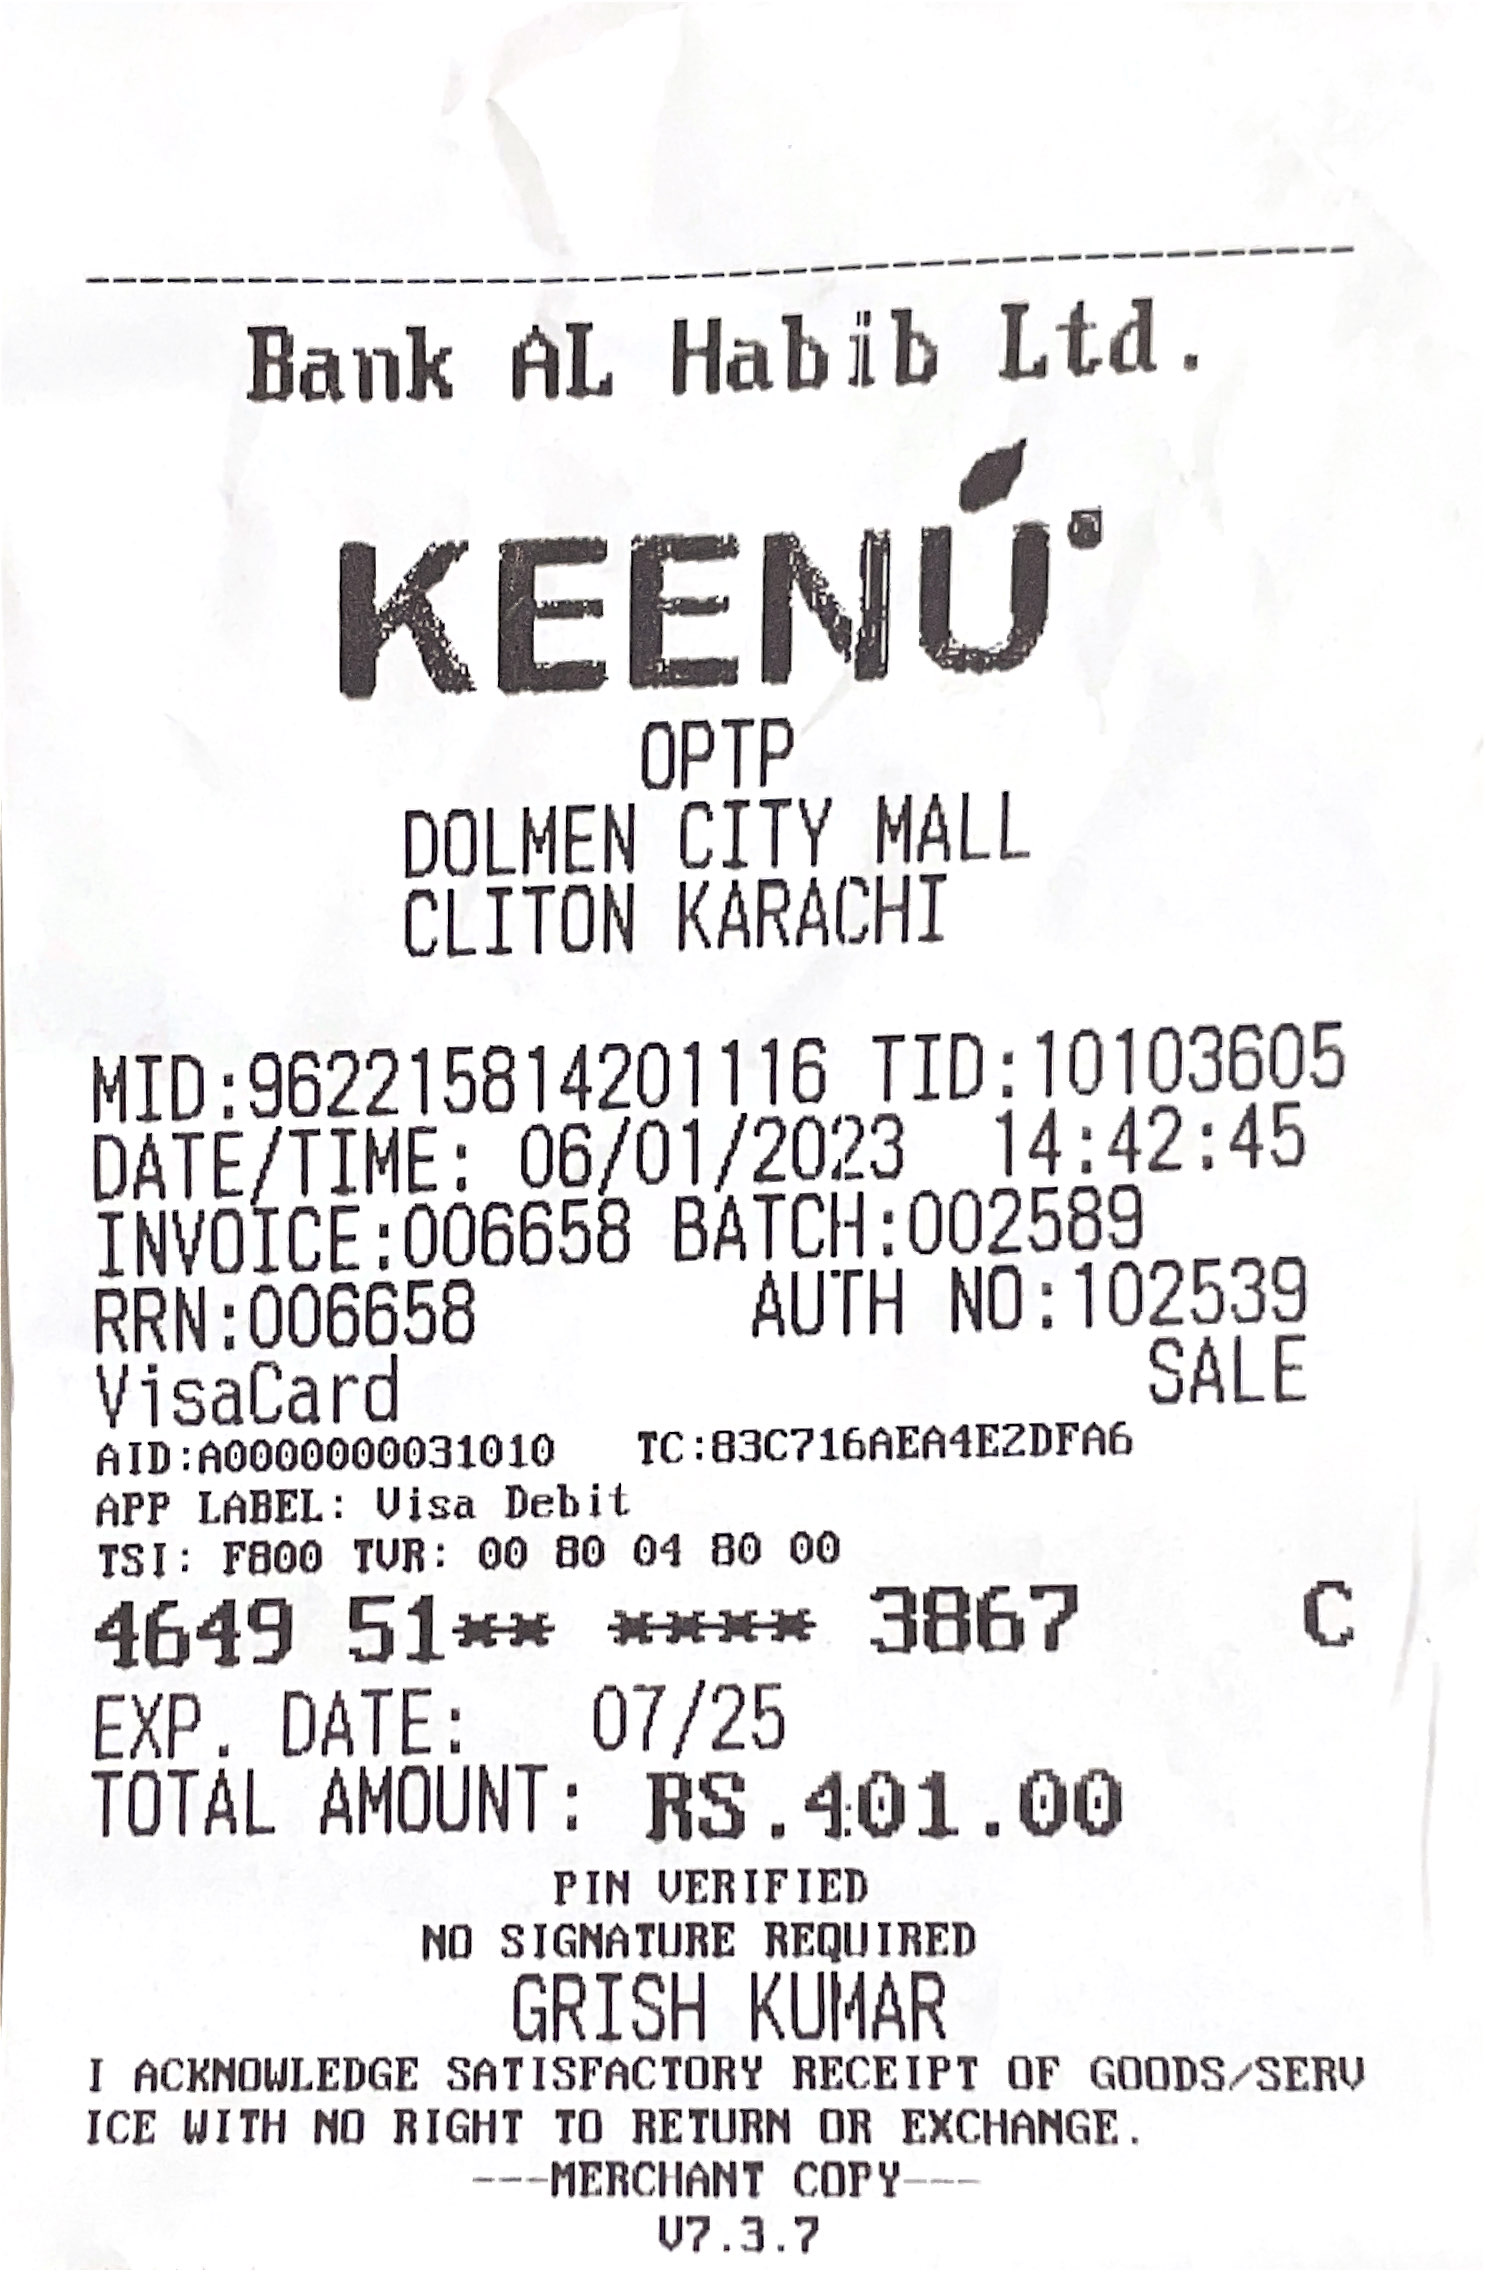 Bank AL Habib Ltd.
KEENÚ®
OPTP
DOLMEN CITY MALL
CLITON KARACHI
MID:962215814201116 TID:10103605
DATE/TIME: 06/01/2023 14:42:45
INVOICE:006658 BATCH:002589
RRN:006658 AUTH NO:102539
VisaCard SALE
AID:A0000000031010 TC:83C716AEA4E2DFA6
APP LABEL: Visa Debit
TSI: F800 TVR: 00 80 04 80 00
4649 51** **** 3867 C
EXP. DATE: 07/25
TOTAL AMOUNT: RS.401.00
PIN VERIFIED
NO SIGNATURE REQUIRED
GRISH KUMAR
I ACKNOWLEDGE SATISFACTORY RECEIPT OF GOODS/SERV
ICE WITH NO RIGHT TO RETURN OR EXCHANGE.
---MERCHANT COPY---
V7.3.7